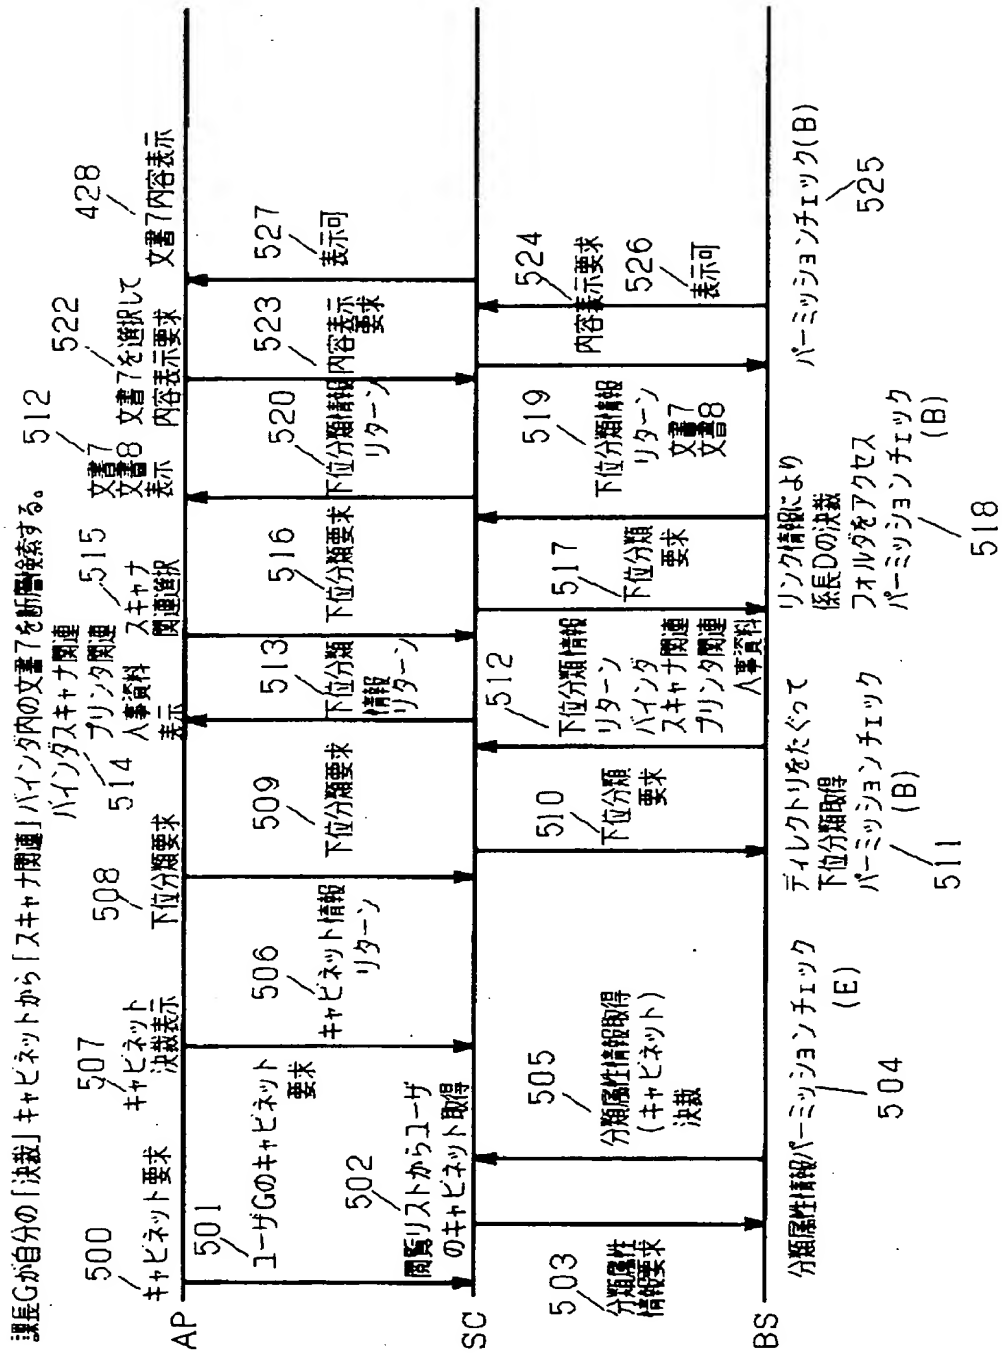 課長Gが自分の「決裁」キャビネットから「スキャナ関連」バインダ内の文書7を断層検索する。
AP
SC
BS
500
キャビネット要求
501
ユーザGのキャビネット
要求
502
閲覧リストからユーザ
のキャビネット取得
503
分類属性
情報要求
分類属性情報パーミッションチェック
(E)
504
505
分類属性情報取得
(キャビネット)
決裁
506
キャビネット情報
リターン
507
キャビネット
決裁表示
508
下位分類要求
509
下位分類要求
510
下位分類
要求
ディレクトリをたぐって
下位分類取得
パーミッションチェック
(B)
511
512
下位分類情報
リターン
バインダ
スキャナ関連
プリンタ関連
人事資料
513
下位分類
情報
リターン
514
バインダスキャナ関連
プリンタ関連
人事資料
表示
515
スキャナ
関連選択
516
下位分類要求
517
下位分類
要求
リンク情報により
係長Dの決裁
フォルダをアクセス
パーミッションチェック
(B)
518
519
下位分類情報
リターン
文書7
文書8
520
下位分類情報
リターン
512
文書7
文書8
表示
522
文書7を選択して
内容表示要求
523
内容表示
要求
524
内容表示要求
パーミッションチェック(B)
525
526
表示可
527
表示可
428
文書7内容表示